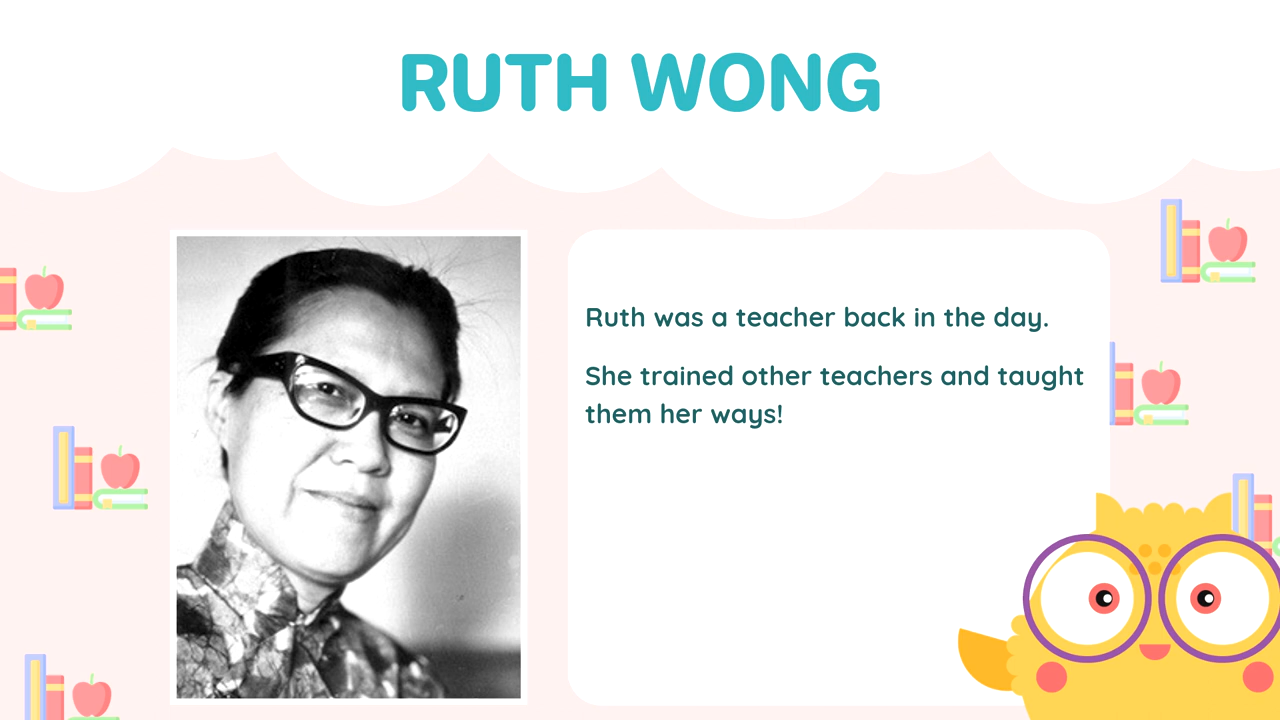 RUTH WONG
Ruth was a teacher back in the day.
She trained other teachers and taught
them her ways!